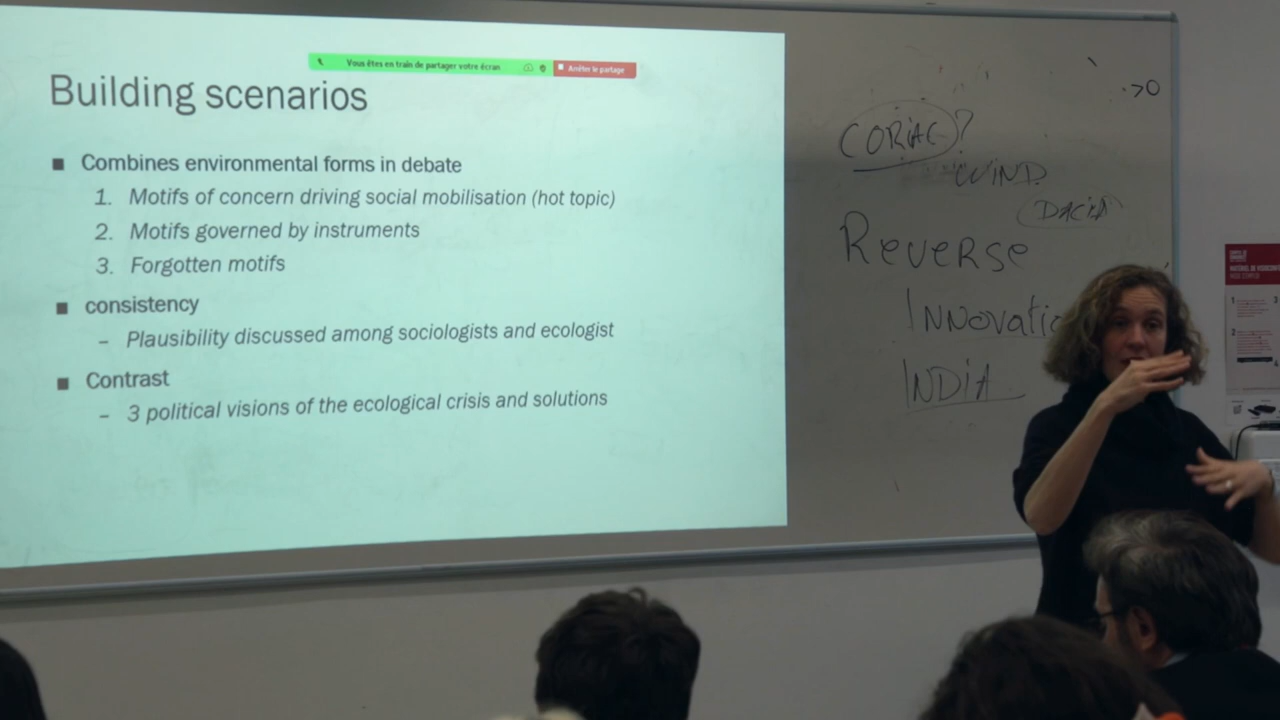 Vous êtes en train de partager votre écran
Arrêter le partage
Building scenarios
Combines environmental forms in debate
1. Motifs of concern driving social mobilisation (hot topic)
2. Motifs governed by instruments
3. Forgotten motifs
consistency
– Plausibility discussed among sociologists and ecologist
Contrast
– 3 political visions of the ecological crisis and solutions
>0
CORIAC?
WIND
DACIA
Reverse
INNovatio
INDIA